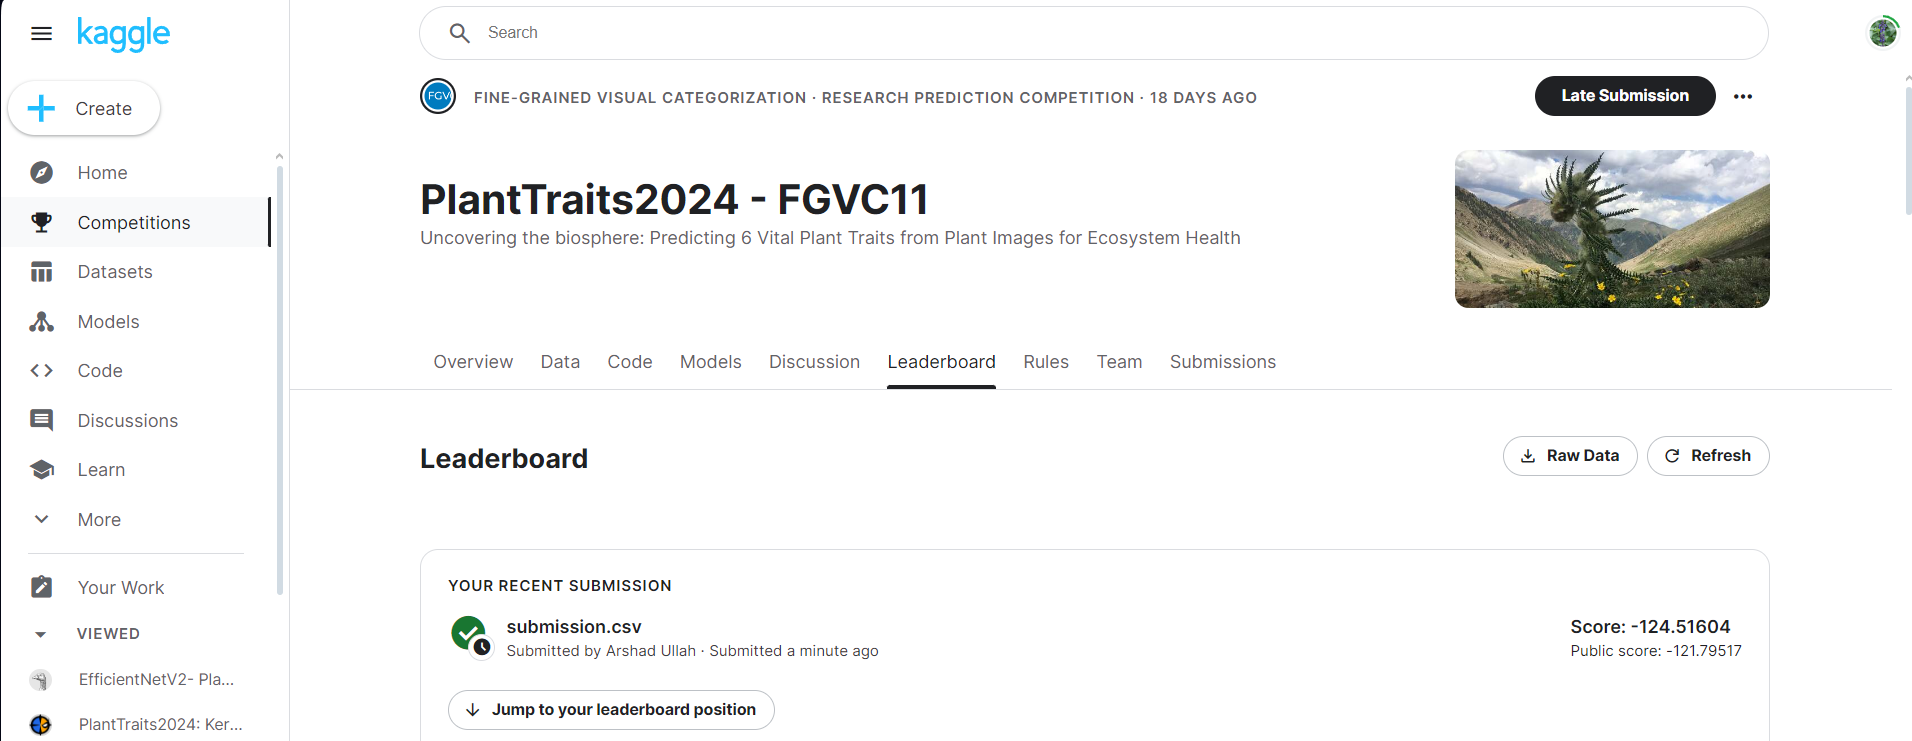 kaggle
Search
Create
FGVC
FINE-GRAINED VISUAL CATEGORIZATION · RESEARCH PREDICTION COMPETITION · 18 DAYS AGO
Late Submission
Home
Competitions
Datasets
Models
Code
Discussions
Learn
More
Your Work
VIEWED
EfficientNetV2- Pla...
PlantTraits2024: Ker...
PlantTraits2024 - FGVC11
Uncovering the biosphere: Predicting 6 Vital Plant Traits from Plant Images for Ecosystem Health
Overview Data Code Models Discussion Leaderboard Rules Team Submissions
Leaderboard
Raw Data
Refresh
YOUR RECENT SUBMISSION
submission.csv
Submitted by Arshad Ullah · Submitted a minute ago
Score: -124.51604
Public score: -121.79517
Jump to your leaderboard position